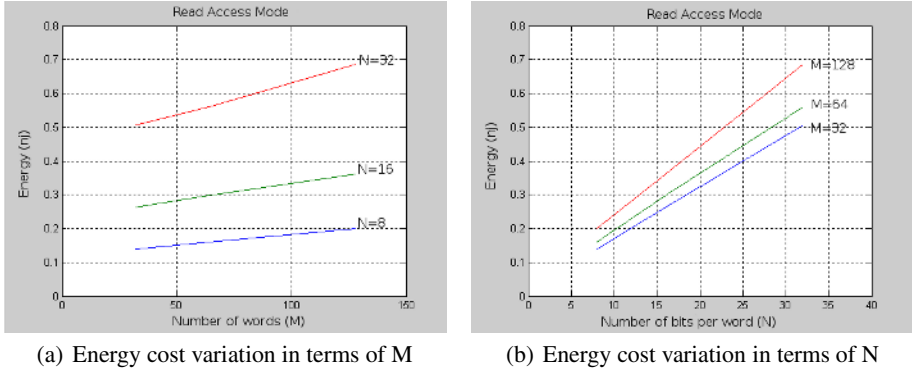 Read Access Mode
0.8
0.7
0.6
0.5
0.4
0.3
0.2
0.1
0
Energy (nj)
N=32
N=16
N=8
0
50
100
150
Number of words (M)
(a) Energy cost variation in terms of M
Read Access Mode
0.8
0.7
0.6
0.5
0.4
0.3
0.2
0.1
0
Energy (nj)
M=128
M=64
M=32
0
5
10
15
20
25
30
35
40
Number of bits per word (N)
(b) Energy cost variation in terms of N